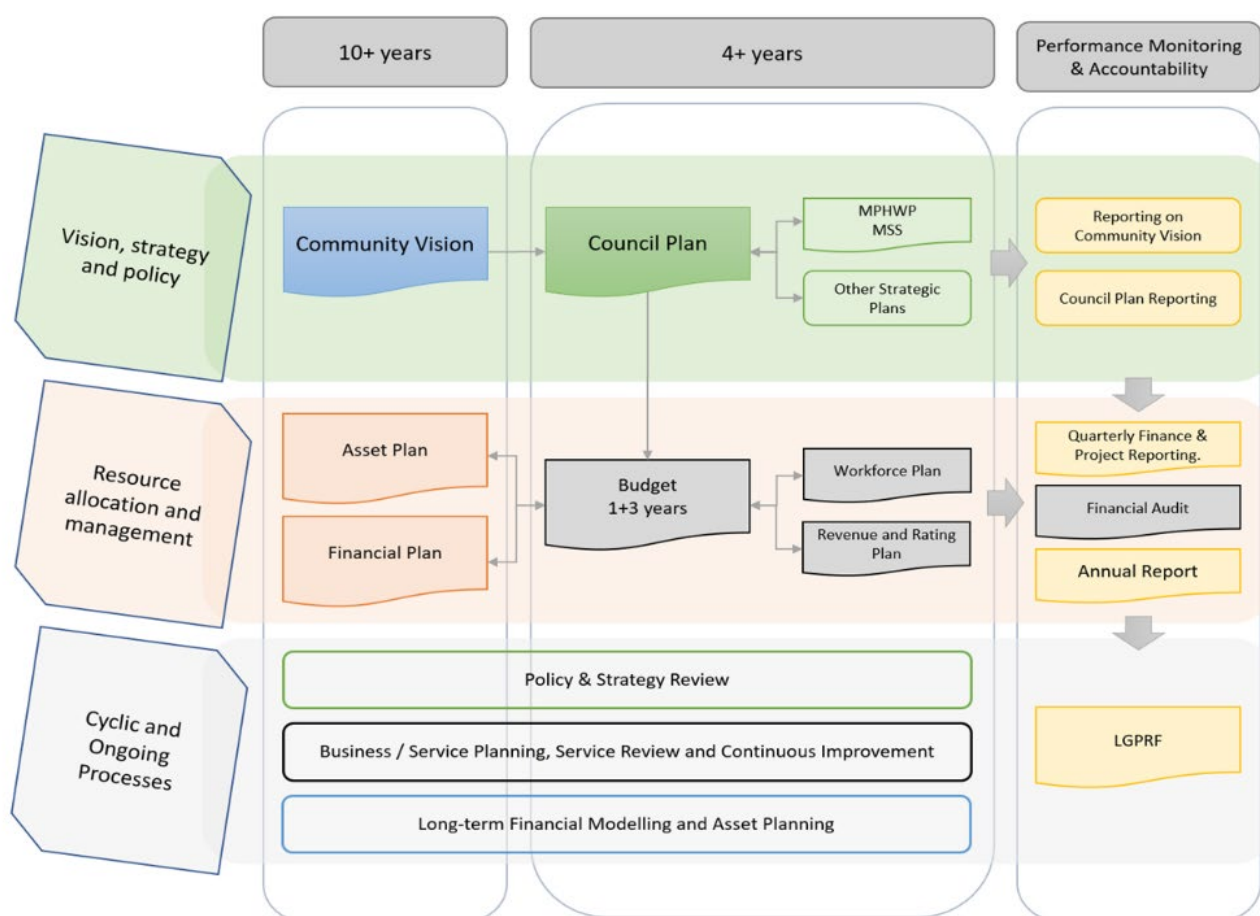 10+ years
4+ years
Performance Monitoring
& Accountability
Vision, strategy
and policy
Community Vision
Council Plan
MPHWP
MSS
Other Strategic
Plans
Reporting on
Community Vision
Council Plan Reporting
Resource
allocation and
management
Asset Plan
Financial Plan
Budget
1+3 years
Workforce Plan
Revenue and Rating
Plan
Quarterly Finance &
Project Reporting.
Financial Audit
Annual Report
Cyclic and
Ongoing
Processes
Policy & Strategy Review
Business / Service Planning, Service Review and Continuous Improvement
Long-term Financial Modelling and Asset Planning
LGPRF